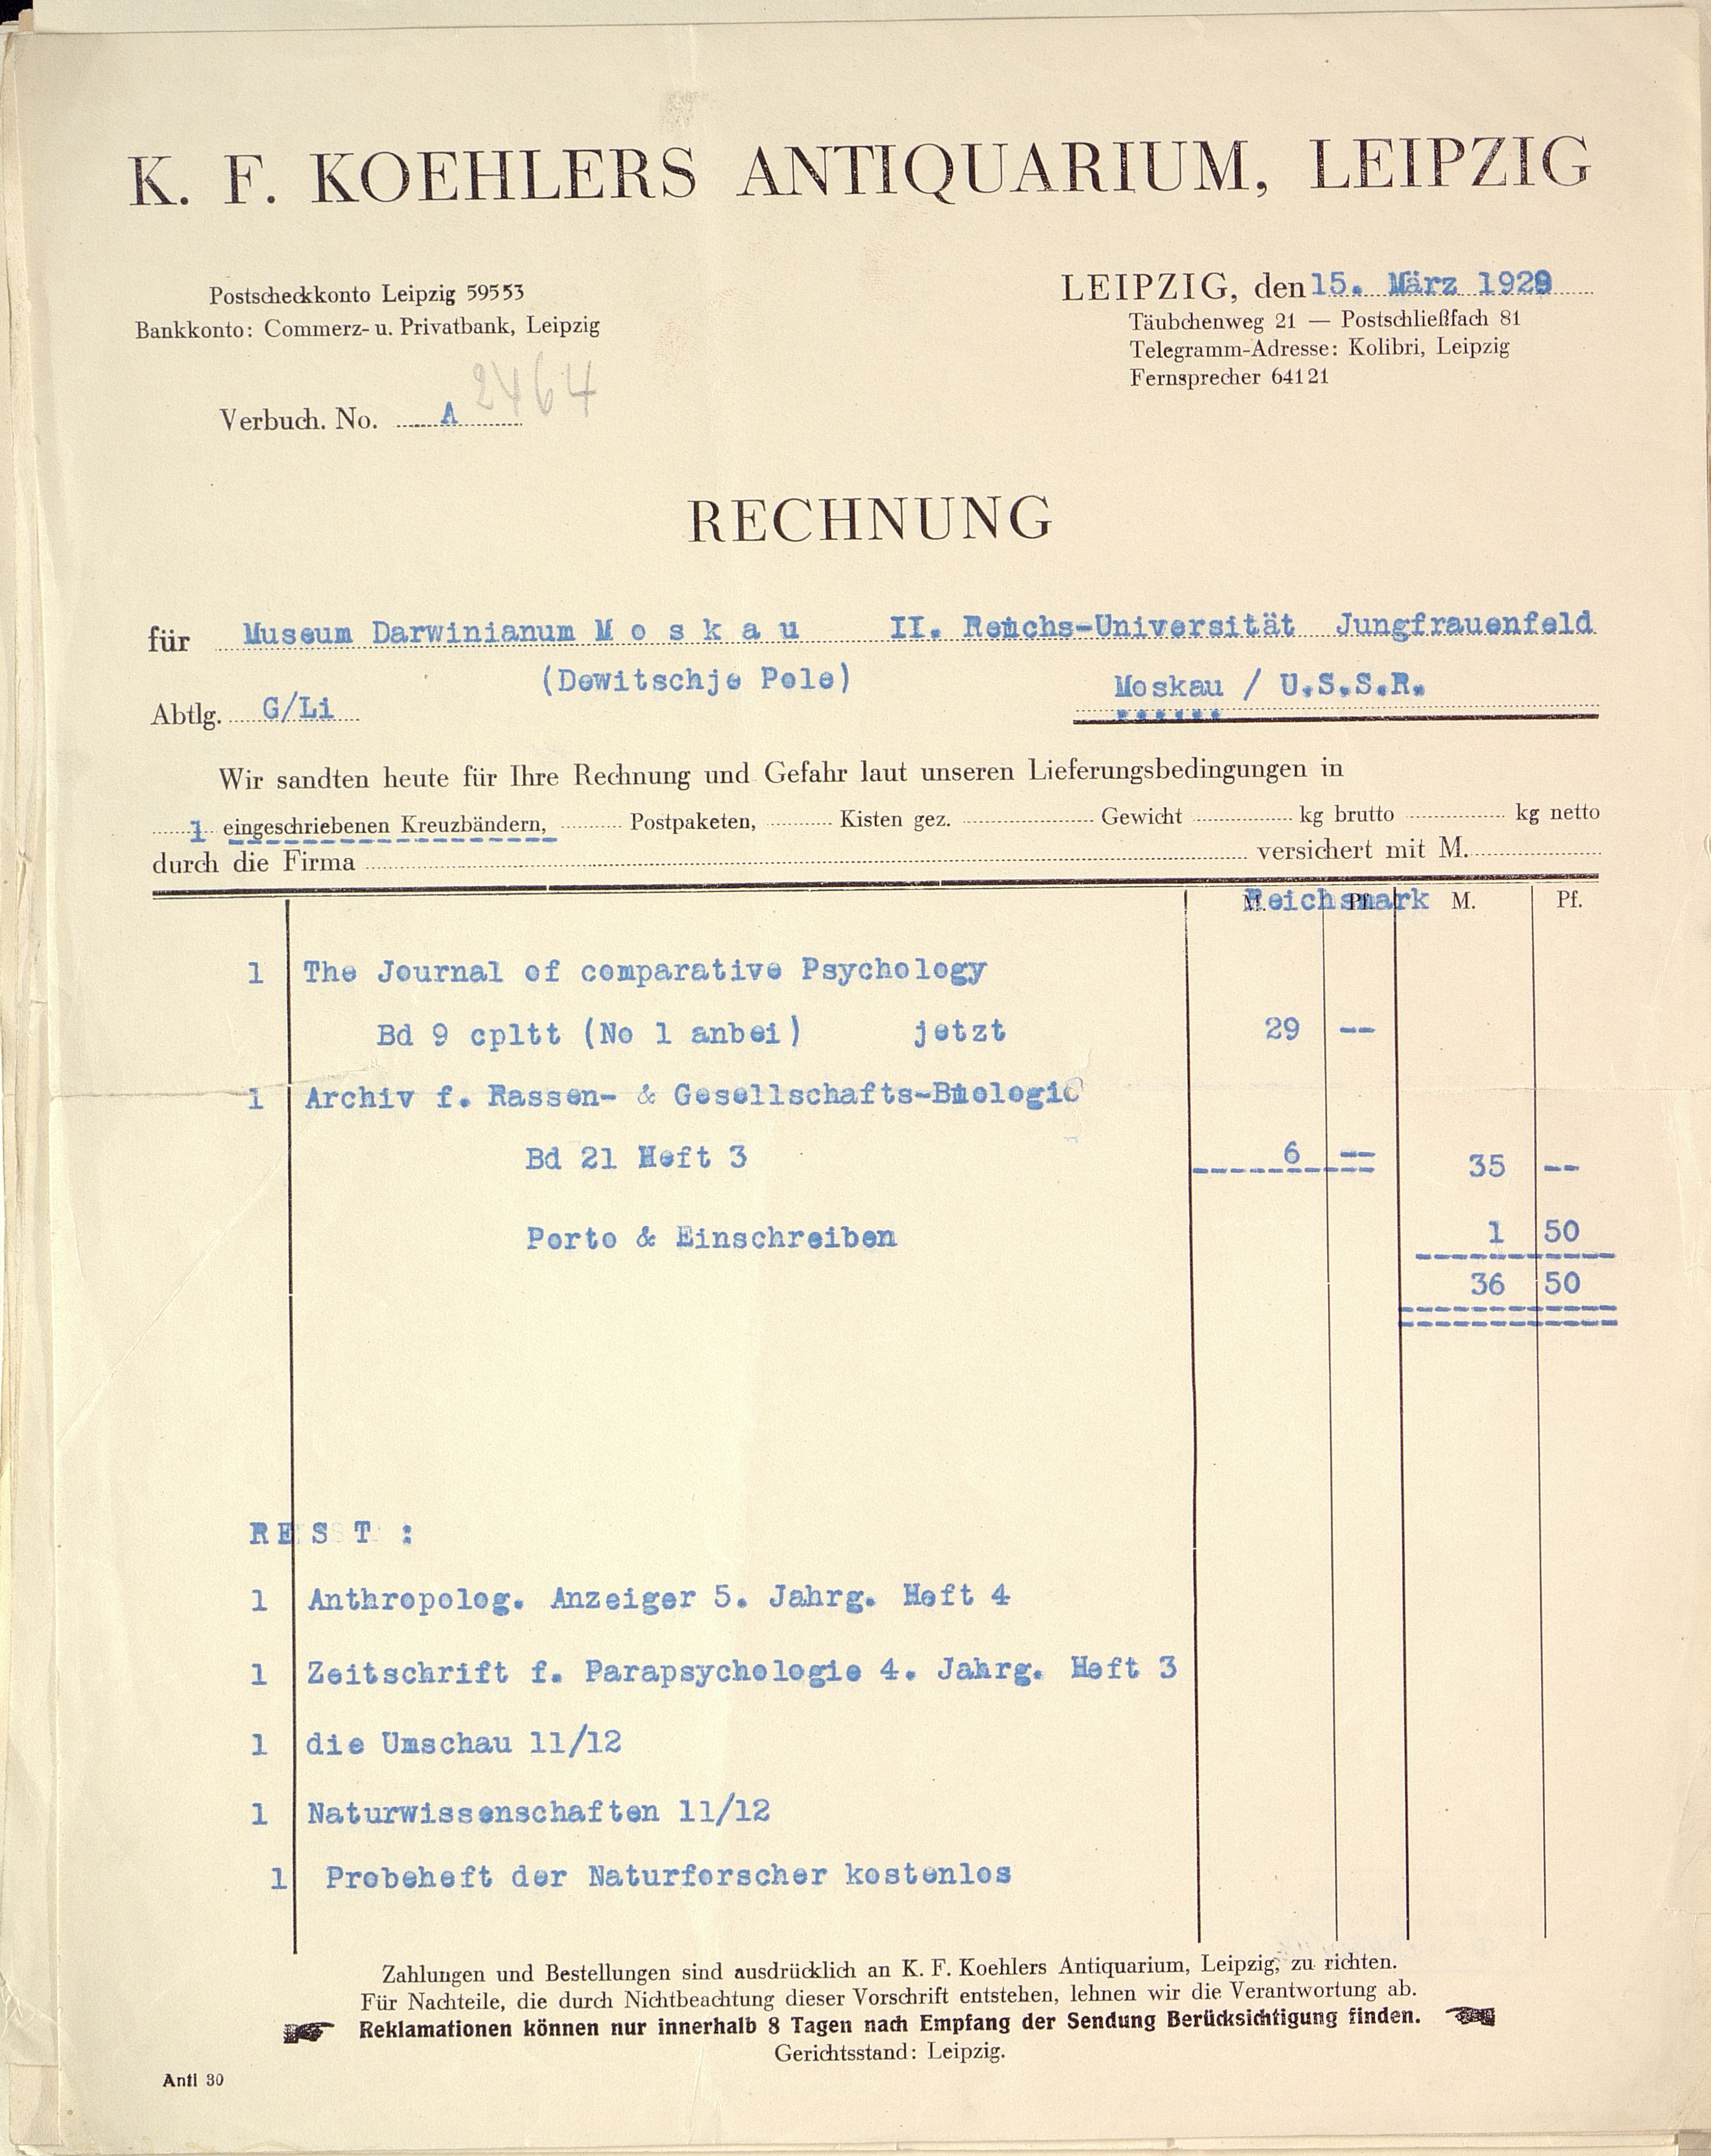 K. F. KOEHLERS ANTIQUARIUM, LEIPZIG
Postscheckkonto Leipzig 59553
Bankkonto: Commerz- u. Privatbank, Leipzig
LEIPZIG, den 15. März 1929
Täubchenweg 21 — Postschließfach 81
Telegramm-Adresse: Kolibri, Leipzig
Fernsprecher 64121
Verbuch. No. A 2464
RECHNUNG
für Museum Darwinianum M o s k a u II. Reichs-Universität Jungfrauenfeld
(Dewitschje Pole) Moskau / U.S.S.R.
Abtlg. G/Li
Wir sandten heute für Ihre Rechnung und Gefahr laut unseren Lieferungsbedingungen in
1 eingeschriebenen Kreuzbändern, Postpaketen, Kisten gez. Gewicht kg brutto kg netto
durch die Firma versichert mit M.
M. Pf. Reichsmark M. Pf.
1 The Journal of comparative Psychology
Bd 9 cpltt (No 1 anbei) jetzt 29 --
1 Archiv f. Rassen- & Gesellschafts-Biologie
Bd 21 Heft 3 6 -- 35 --
Porto & Einschreiben 1 50
36 50
R E S T :
1 Anthropolog. Anzeiger 5. Jahrg. Heft 4
1 Zeitschrift f. Parapsychologie 4. Jahrg. Heft 3
1 die Umschau 11/12
1 Naturwissenschaften 11/12
1 Probeheft der Naturforscher kostenlos
Zahlungen und Bestellungen sind ausdrücklich an K. F. Koehlers Antiquarium, Leipzig, zu richten.
Für Nachteile, die durch Nichtbeachtung dieser Vorschrift entstehen, lehnen wir die Verantwortung ab.
Reklamationen können nur innerhalb 8 Tagen nach Empfang der Sendung Berücksichtigung finden.
Gerichtsstand: Leipzig.
Anti 30